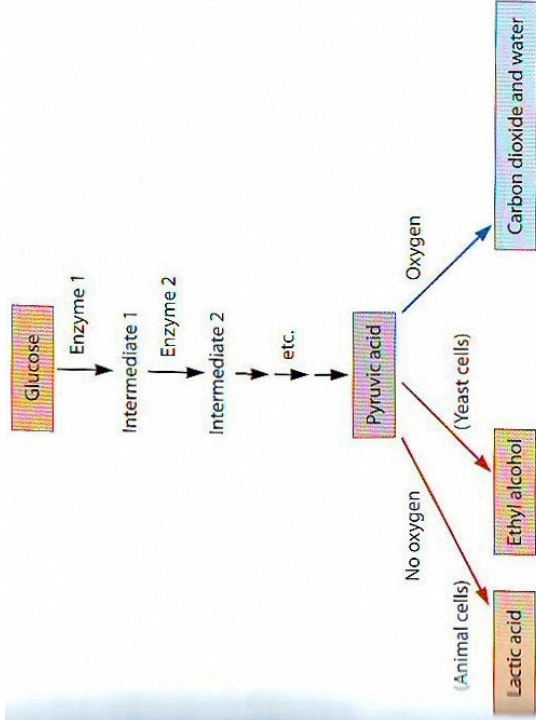 Glucose
Enzyme 1
Intermediate 1
Enzyme 2
Intermediate 2
etc.
Pyruvic acid
No oxygen
Oxygen
(Animal cells)
(Yeast cells)
Lactic acid
Ethyl alcohol
Carbon dioxide and water